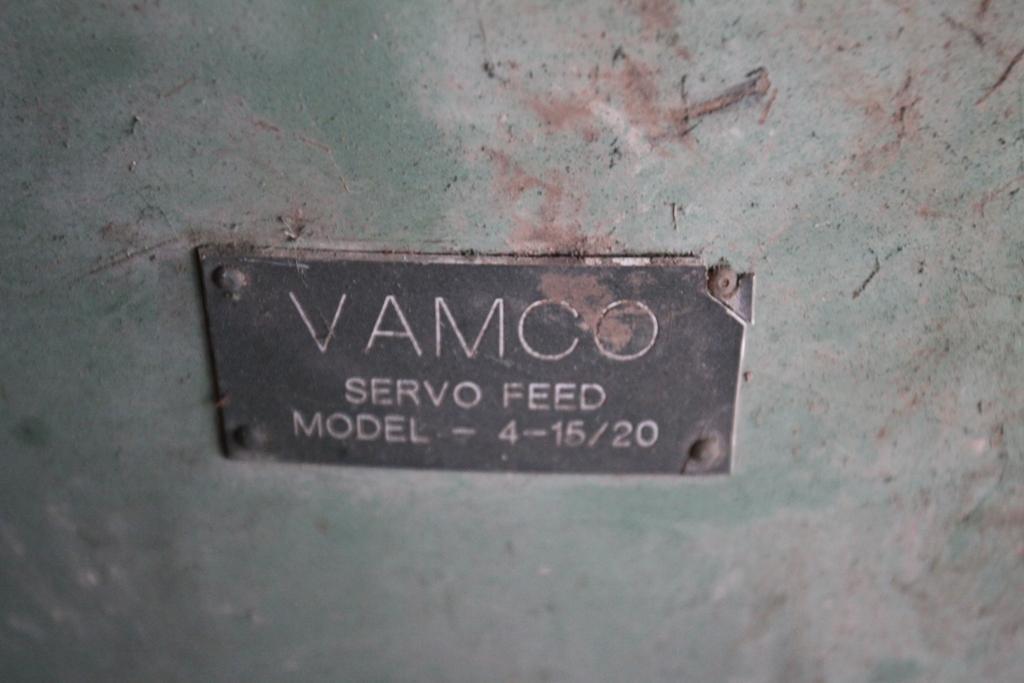 VAMCO
SERVO FEED
MODEL - 4-15/20